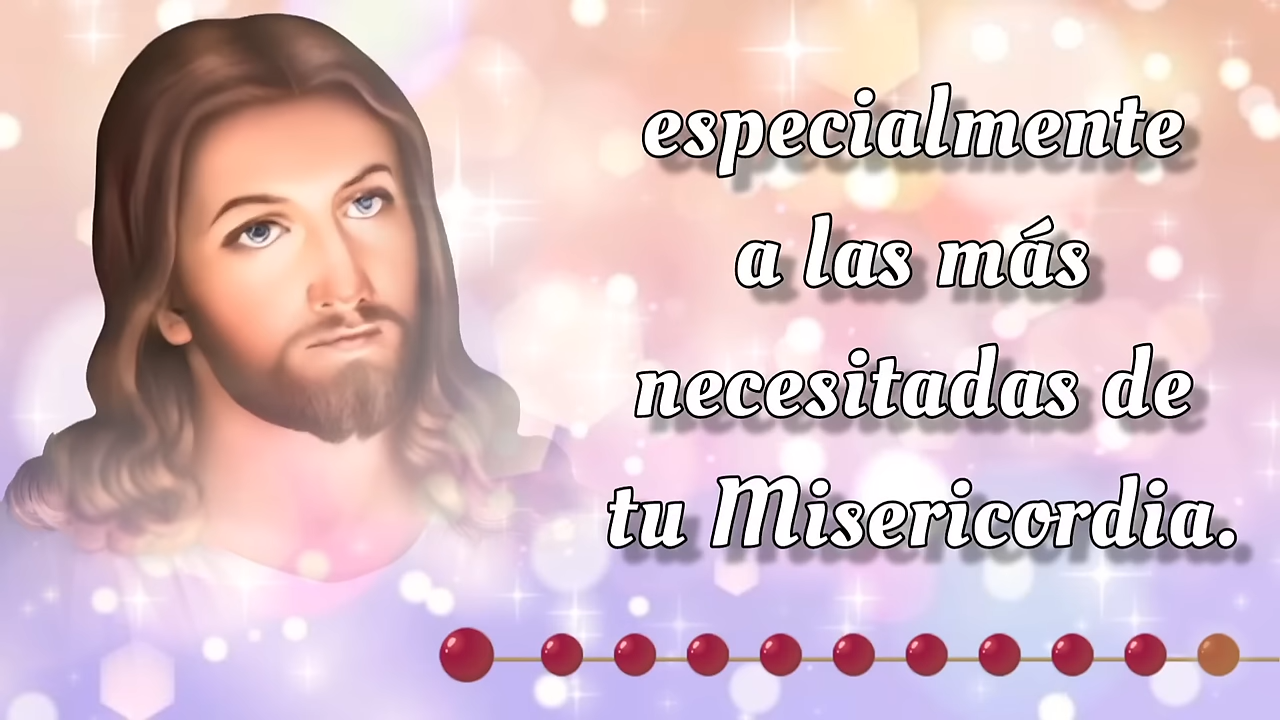 especialmente
a las más
necesitadas de
tu Misericordia.